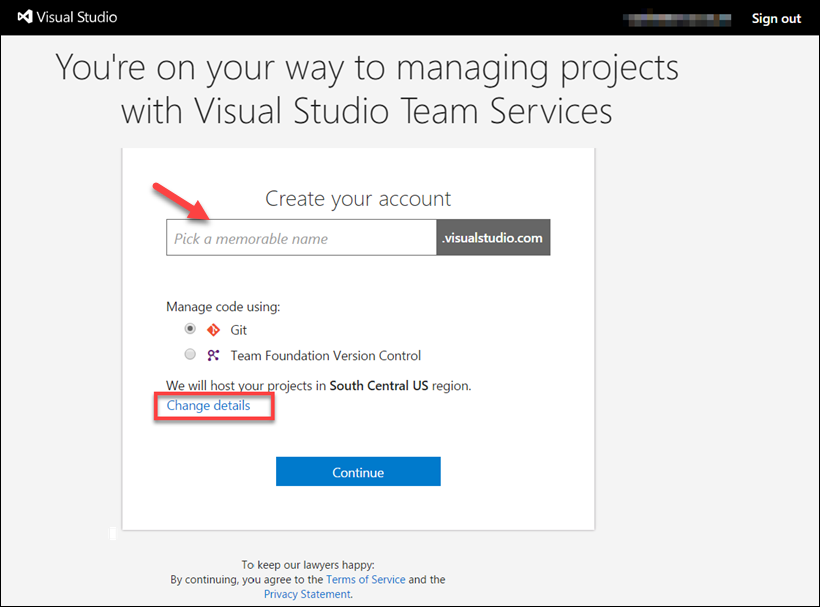 Visual Studio
Sign out
You're on your way to managing projects
with Visual Studio Team Services
Create your account
Pick a memorable name
.visualstudio.com
Manage code using:
Git
Team Foundation Version Control
We will host your projects in South Central US region.
Change details
Continue
To keep our lawyers happy:
By continuing, you agree to the Terms of Service and the
Privacy Statement.